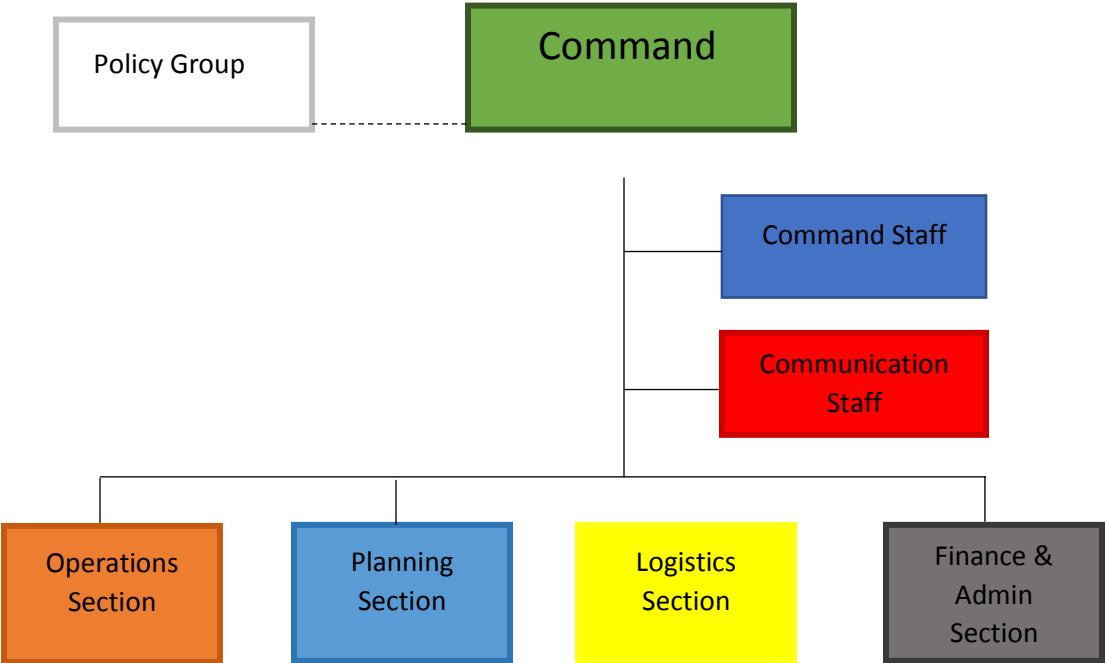 Policy Group
Command
Command Staff
Communication
Staff
Operations
Section
Planning
Section
Logistics
Section
Finance &
Admin
Section